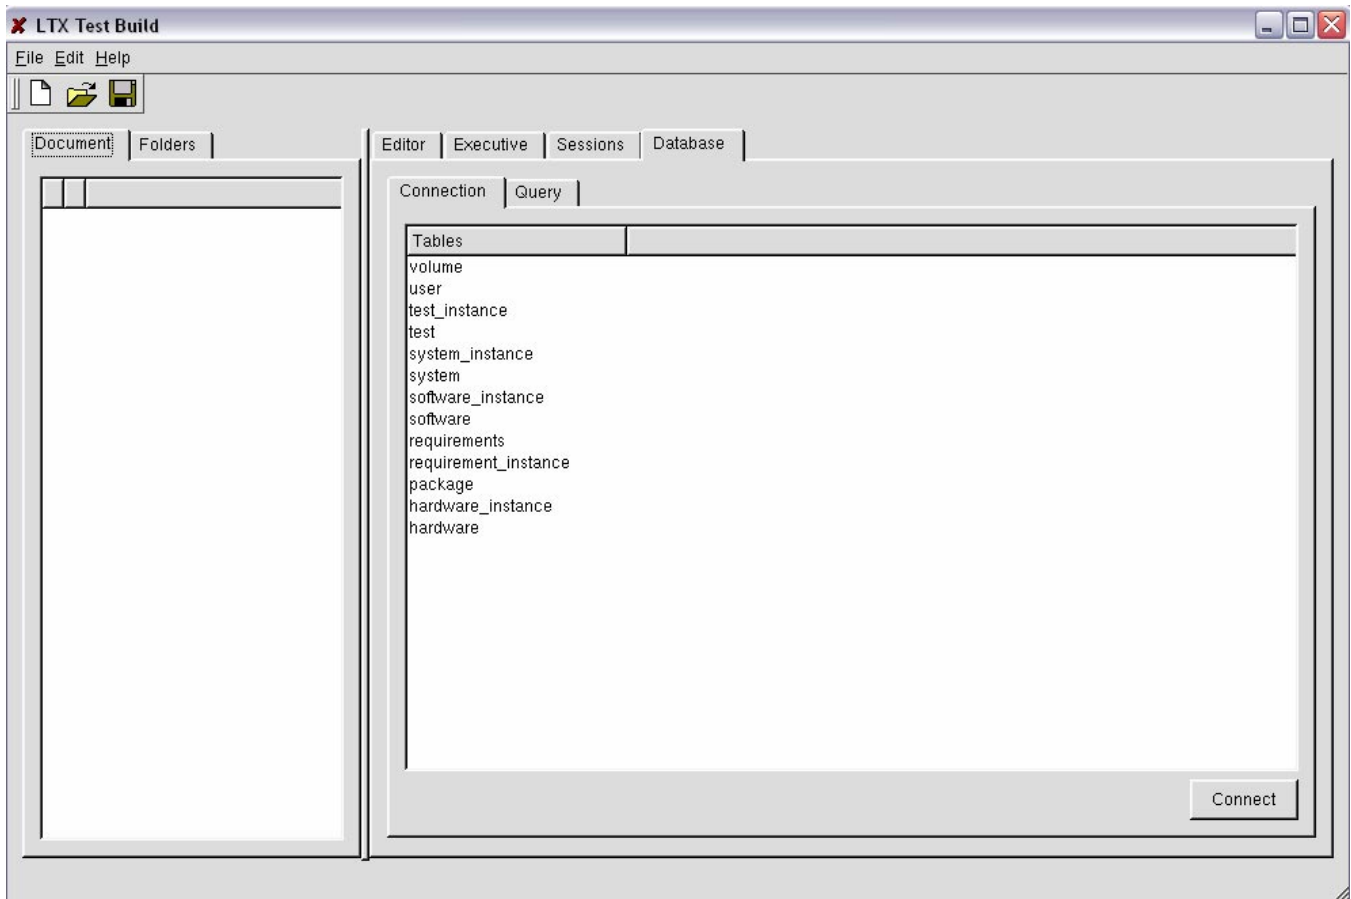 LTX Test Build
File Edit Help
Document Folders
Editor Executive Sessions Database
Connection Query
Tables
volume
user
test_instance
test
system_instance
system
software_instance
software
requirements
requirement_instance
package
hardware_instance
hardware
Connect